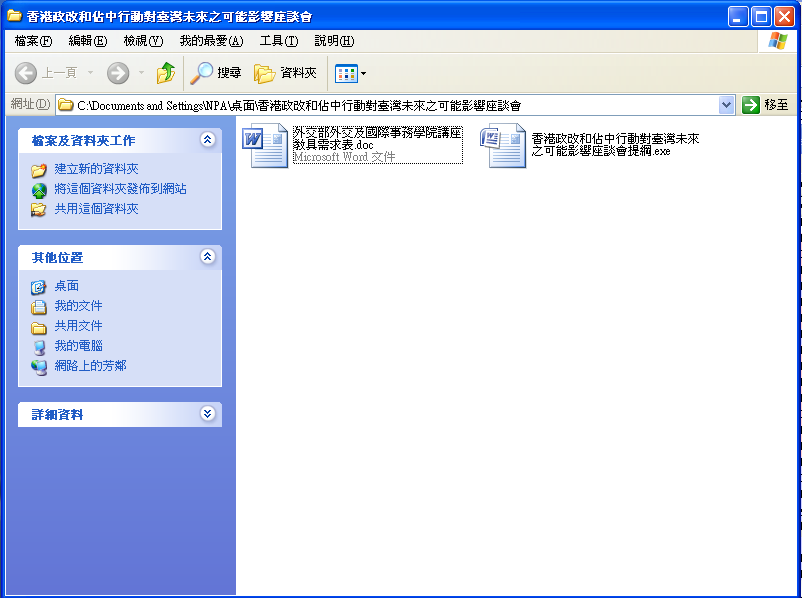 香港政改和佔中行動對臺灣未來之可能影響座談會
檔案(F) 編輯(E) 檢視(V) 我的最愛(A) 工具(T) 說明(H)
上一頁 搜尋 資料夾
網址(D) C:\Documents and Settings\NPA\桌面\香港政改和佔中行動對臺灣未來之可能影響座談會 移至
檔案及資料夾工作
建立新的資料夾
將這個資料夾發佈到網站
共用這個資料夾
其他位置
桌面
我的文件
共用文件
我的電腦
網路上的芳鄰
詳細資料
外交部外交及國際事務學院講座
教具需求表.doc
Microsoft Word 文件
香港政改和佔中行動對臺灣未來
之可能影響座談會提綱.exe